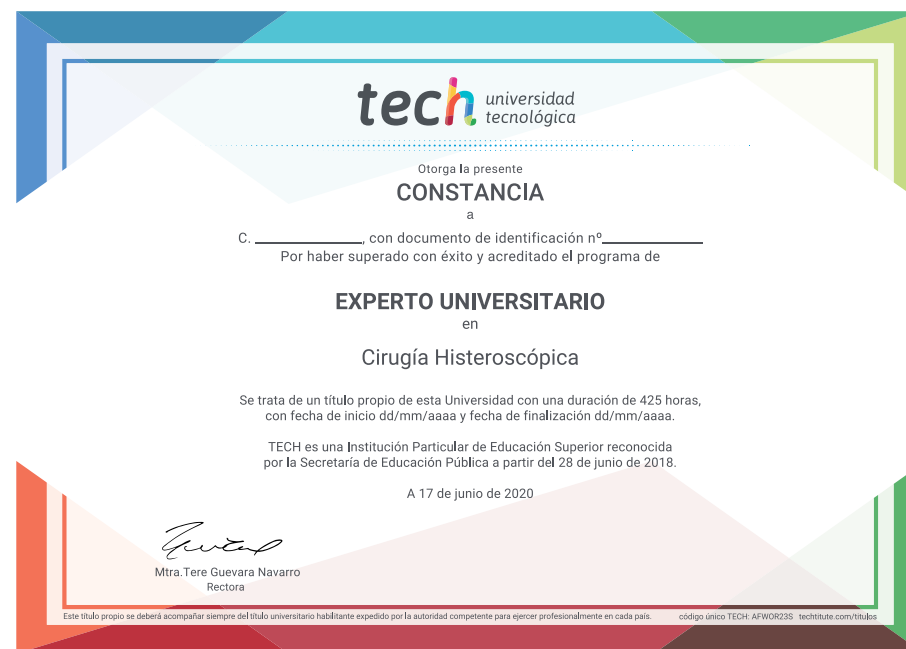 tech universidad
tecnológica
Otorga la presente
CONSTANCIA
a
C. ______________, con documento de identificación nº______________
Por haber superado con éxito y acreditado el programa de
EXPERTO UNIVERSITARIO
en
Cirugía Histeroscópica
Se trata de un título propio de esta Universidad con una duración de 425 horas,
con fecha de inicio dd/mm/aaaa y fecha de finalización dd/mm/aaaa.
TECH es una Institución Particular de Educación Superior reconocida
por la Secretaría de Educación Pública a partir del 28 de junio de 2018.
A 17 de junio de 2020
Mtra.Tere Guevara Navarro
Rectora
Este título propio se deberá acompañar siempre del título universitario habilitante expedido por la autoridad competente para ejercer profesionalmente en cada país. código único TECH: AFWOR23S techtitute.com/titulos